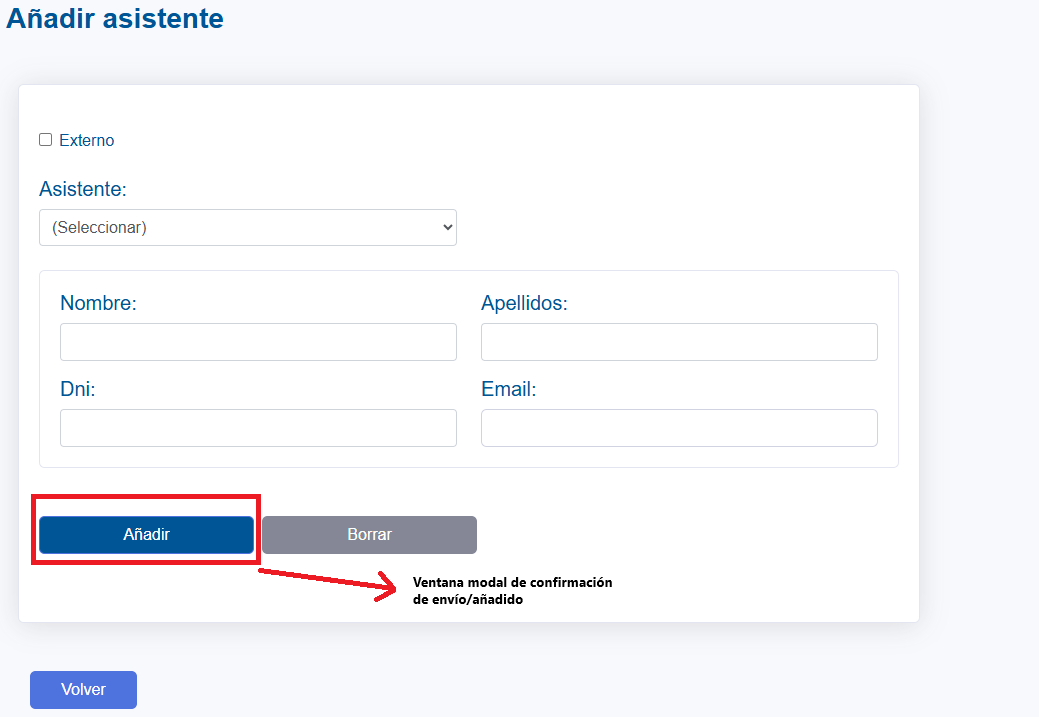 Añadir asistente
Externo
Asistente:
(Seleccionar)
Nombre:
Apellidos:
Dni:
Email:
Añadir
Borrar
Ventana modal de confirmación
de envío/añadido
Volver